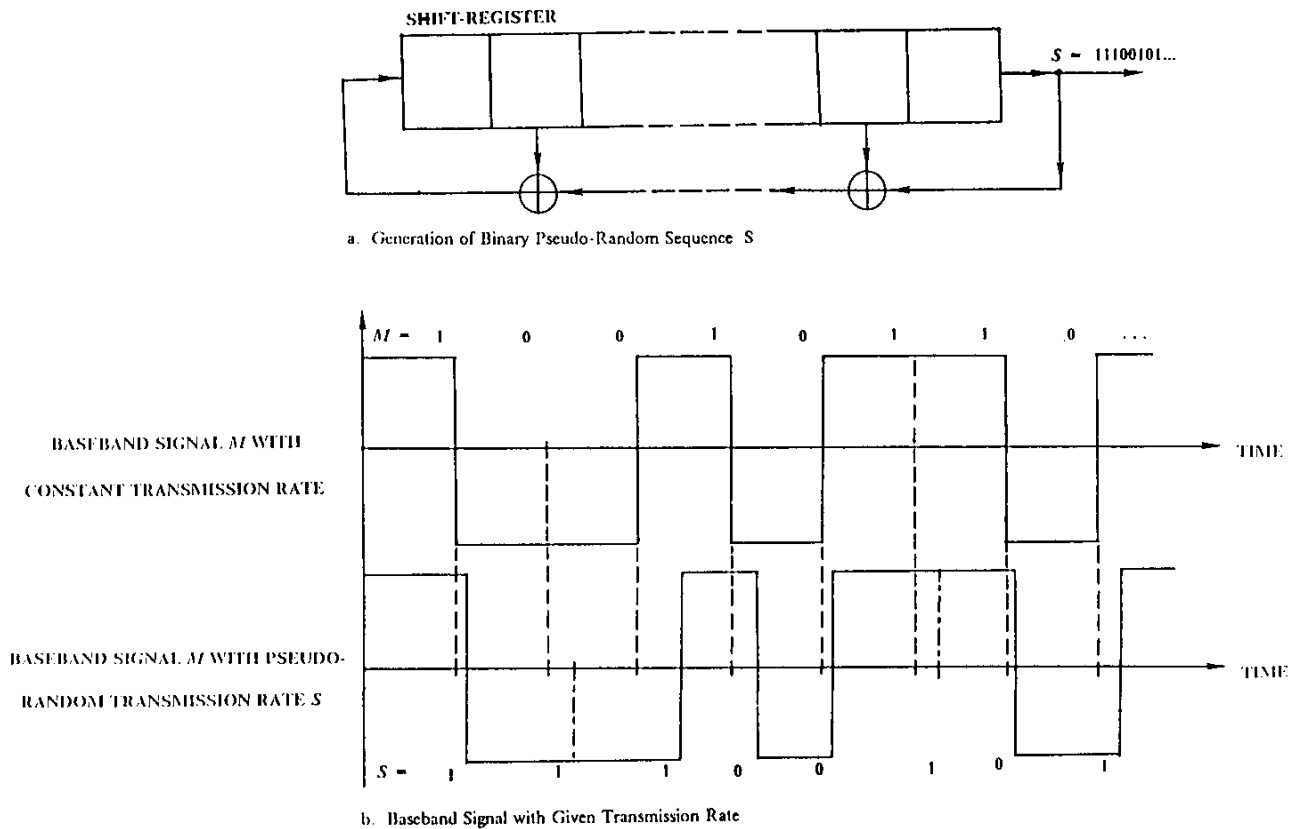 SHIFT-REGISTER
S = 11100101...
a. Generation of Binary Pseudo-Random Sequence S
M = 1 0 0 1 0 1 1 0 ...
BASEBAND SIGNAL M WITH
CONSTANT TRANSMISSION RATE
TIME
BASEBAND SIGNAL M WITH PSEUDO-
RANDOM TRANSMISSION RATE S
TIME
S = 1 1 1 0 0 1 0 1
b. Baseband Signal with Given Transmission Rate